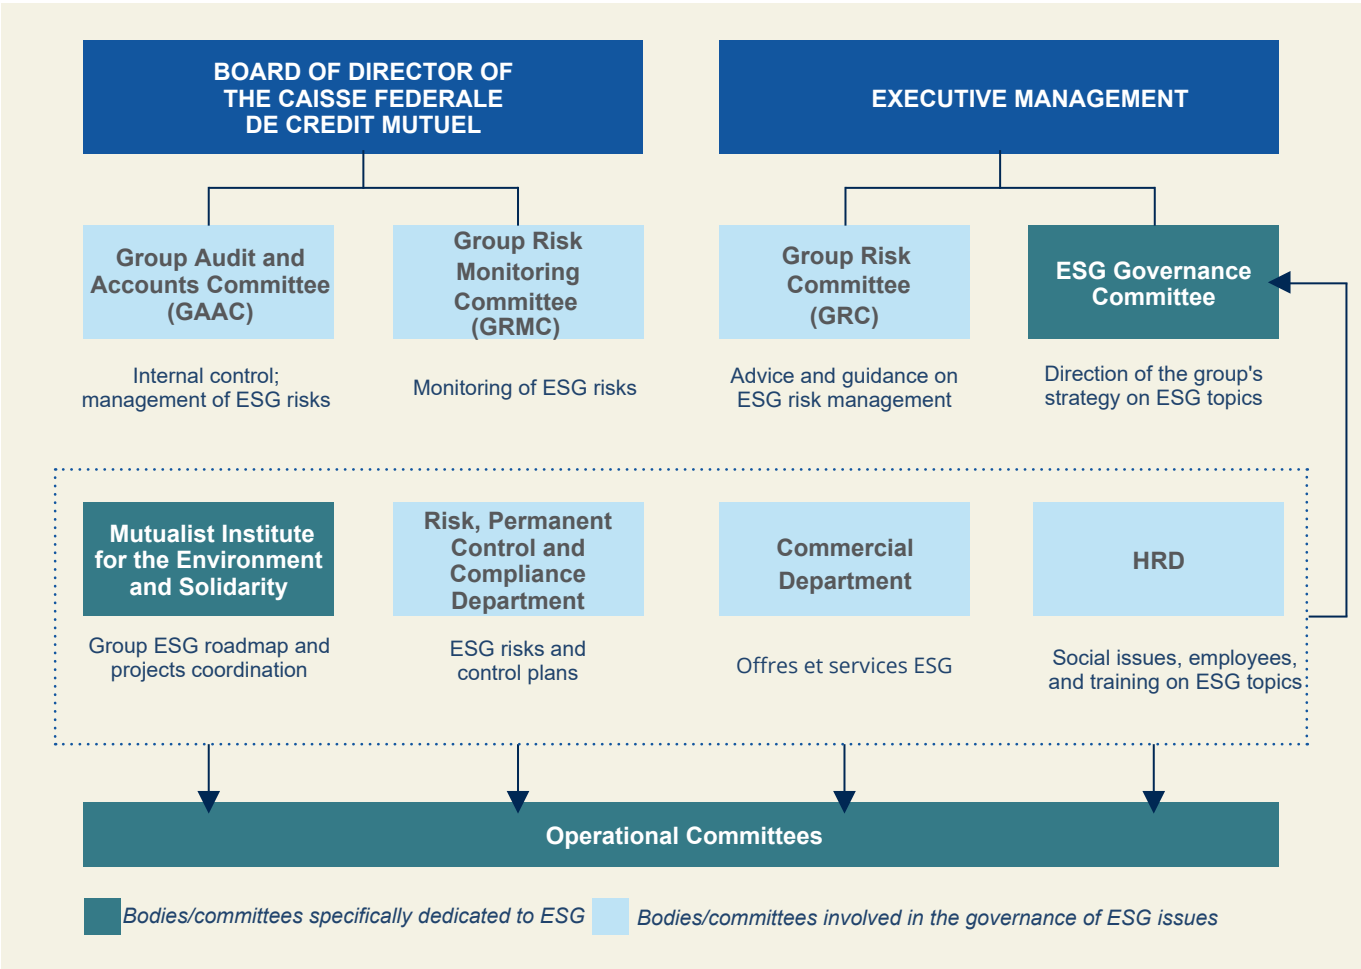 BOARD OF DIRECTOR OF
THE CAISSE FEDERALE
DE CREDIT MUTUEL
EXECUTIVE MANAGEMENT
Group Audit and
Accounts Committee
(GAAC)
Group Risk
Monitoring
Committee
(GRMC)
Group Risk
Committee
(GRC)
ESG Governance
Committee
Internal control;
management of ESG risks
Monitoring of ESG risks
Advice and guidance on
ESG risk management
Direction of the group's
strategy on ESG topics
Mutualist Institute
for the Environment
and Solidarity
Risk, Permanent
Control and
Compliance
Department
Commercial
Department
HRD
Group ESG roadmap and
projects coordination
ESG risks and
control plans
Offres et services ESG
Social issues, employees,
and training on ESG topics
Operational Committees
Bodies/committees specifically dedicated to ESG
Bodies/committees involved in the governance of ESG issues